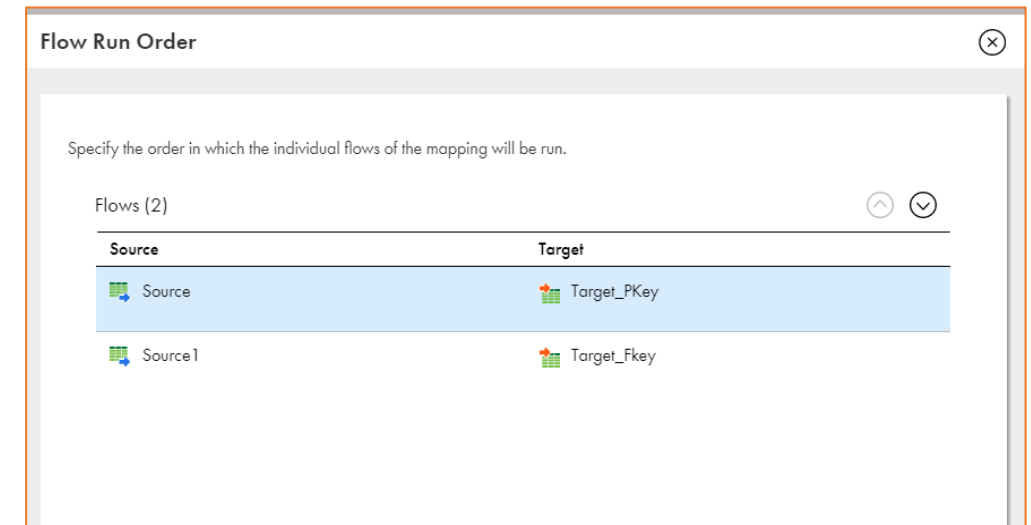 Flow Run Order
Specify the order in which the individual flows of the mapping will be run.
Flows (2)
Source Target
Source Target_PKey
Source1 Target_Fkey